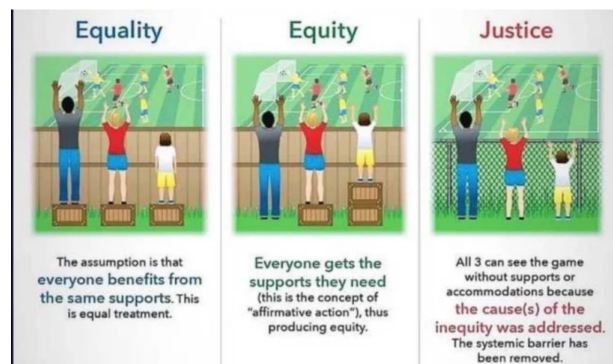 Equality
The assumption is that
everyone benefits from
the same supports. This
is equal treatment.
Equity
Everyone gets the
supports they need
(this is the concept of
"affirmative action"), thus
producing equity.
Justice
All 3 can see the game
without supports or
accommodations because
the cause(s) of the
inequity was addressed.
The systemic barrier has
been removed.